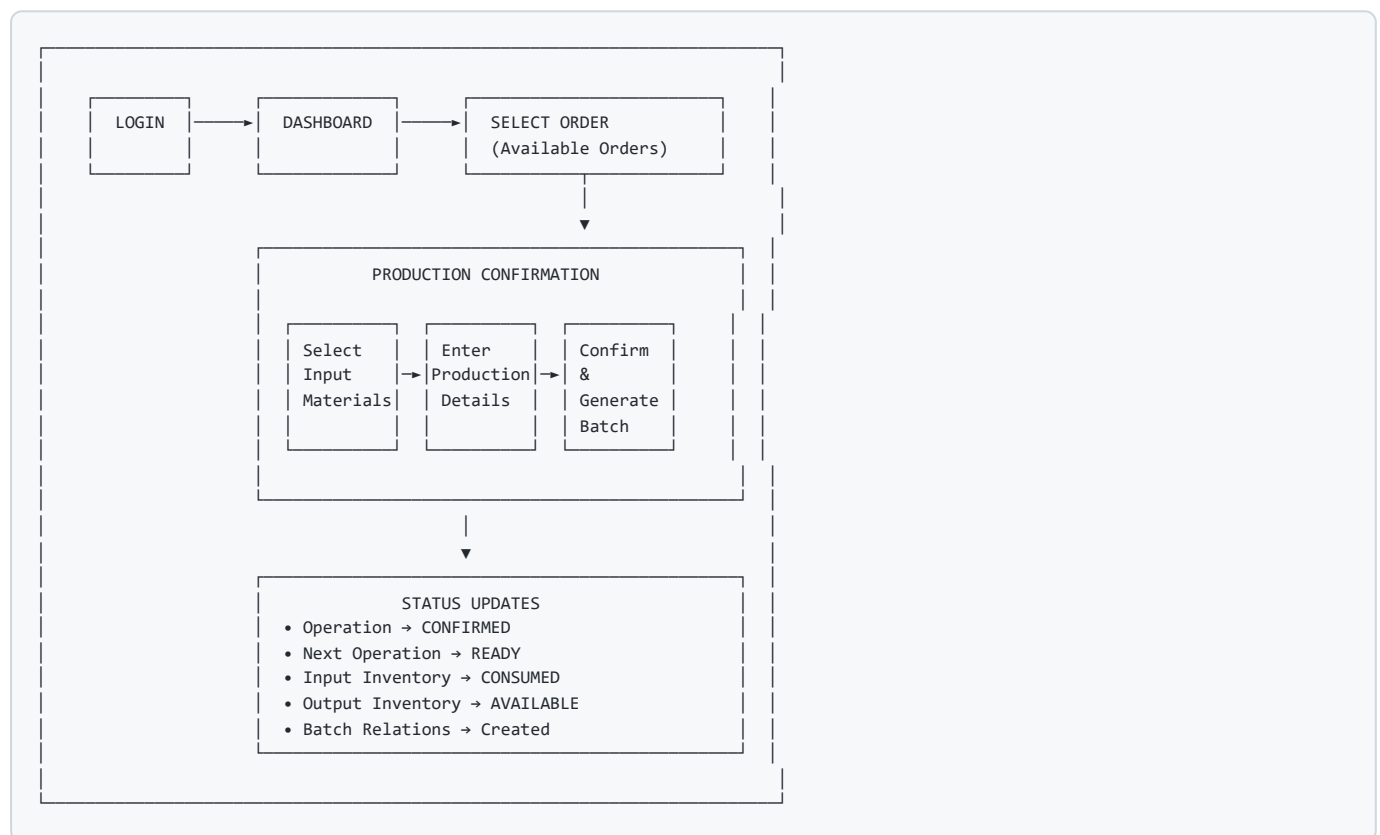 LOGIN DASHBOARD SELECT ORDER
(Available Orders)
PRODUCTION CONFIRMATION
Select Enter Confirm
Input Production &
Materials Details Generate
Batch
STATUS UPDATES
• Operation → CONFIRMED
• Next Operation → READY
• Input Inventory → CONSUMED
• Output Inventory → AVAILABLE
• Batch Relations → Created